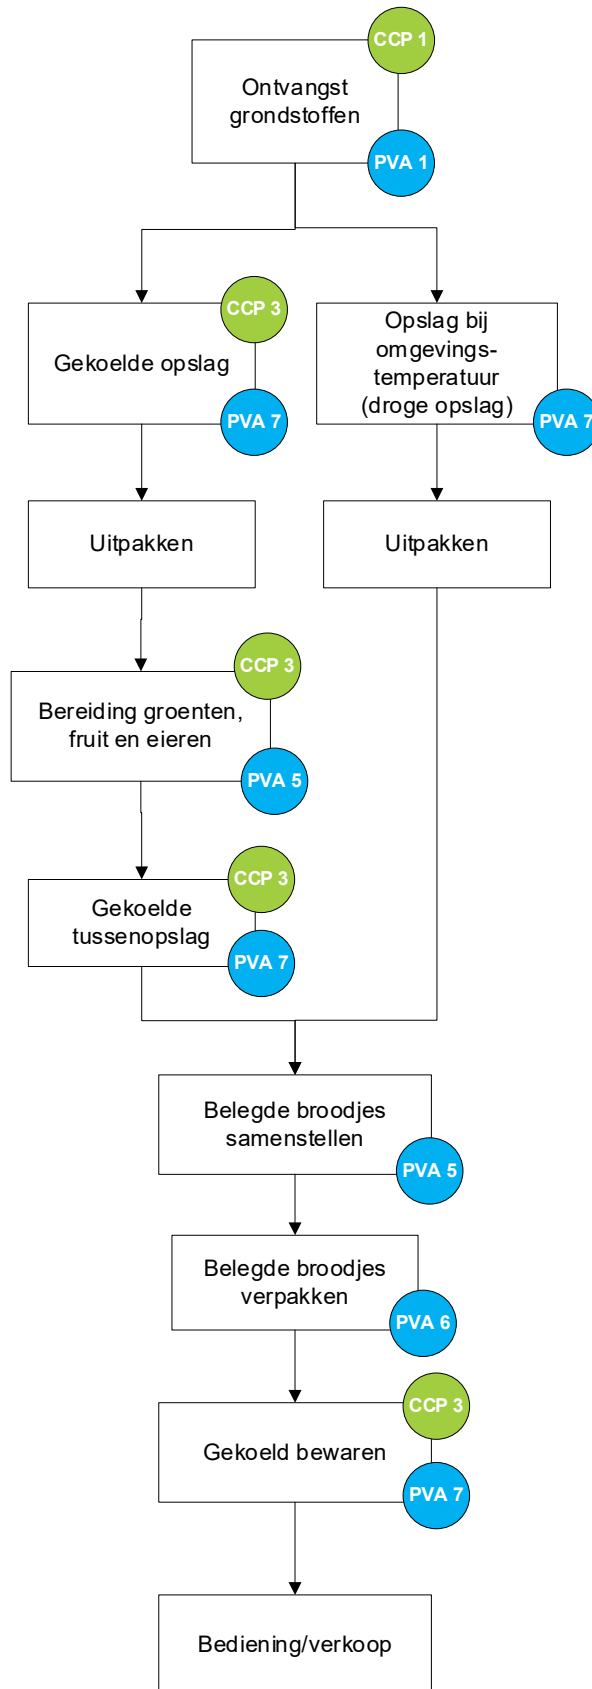 CCP 1
Ontvangst
grondstoffen
PVA 1
CCP 3
Gekoelde opslag
PVA 7
Opslag bij
omgevings-
temperatuur
(droge opslag)
PVA 7
Uitpakken
Uitpakken
CCP 3
Bereiding groenten,
fruit en eieren
PVA 5
CCP 3
Gekoelde
tussenopslag
PVA 7
Belegde broodjes
samenstellen
PVA 5
Belegde broodjes
verpakken
PVA 6
CCP 3
Gekoeld bewaren
PVA 7
Bediening/verkoop